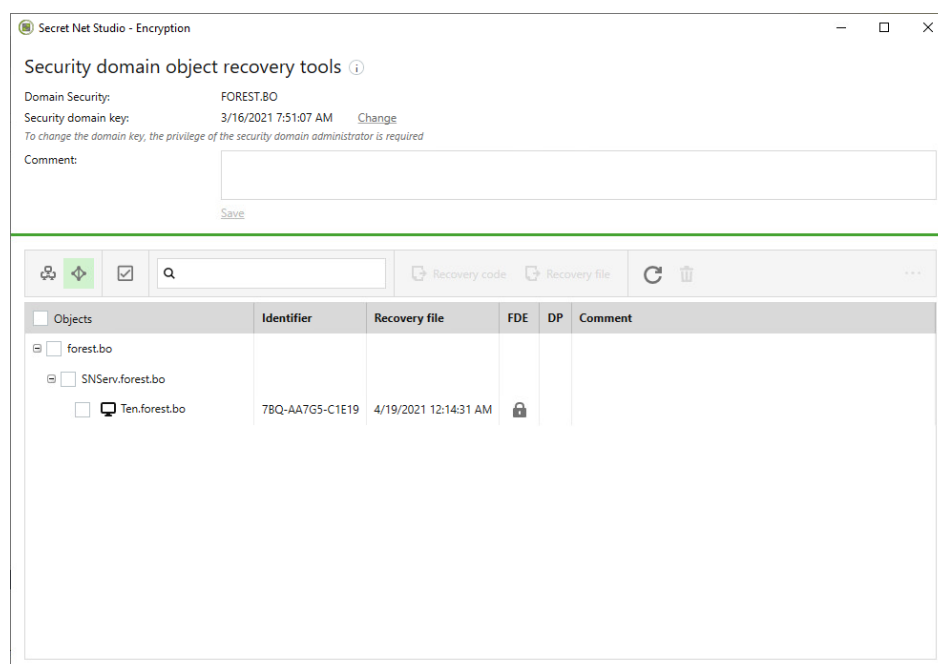 Secret Net Studio - Encryption
Security domain object recovery tools
Domain Security: FOREST.BO
Security domain key: 3/16/2021 7:51:07 AM Change
To change the domain key, the privilege of the security domain administrator is required
Comment:
Save
Recovery code Recovery file
Objects Identifier Recovery file FDE DP Comment
forest.bo
SNServ.forest.bo
Ten.forest.bo 7BQ-AA7G5-C1E19 4/19/2021 12:14:31 AM